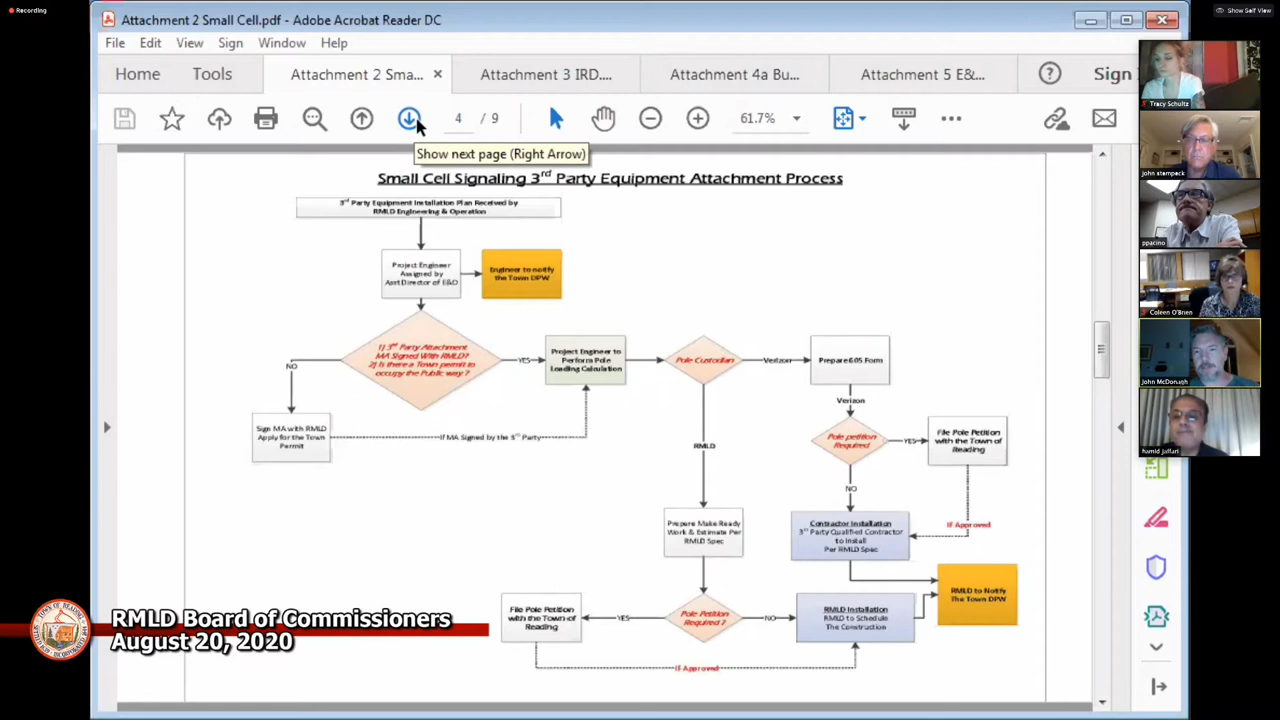 Recording
Show Self View
Attachment 2 Small Cell.pdf - Adobe Acrobat Reader DC
File Edit View Sign Window Help
Home Tools Attachment 2 Sma... × Attachment 3 IRD.... Attachment 4a Bu... Attachment 5 E&... Sign
4 / 9 61.7%
Show next page (Right Arrow)
Small Cell Signaling 3rd Party Equipment Attachment Process
3rd Party Equipment Installation Plan Received by
RMLD Engineering & Operation
Project Engineer
Assigned by
Asst Director of E&O
Engineer to notify
the Town DPW
1) 3rd Party Attachment
MA Signed With RMLD?
2) Is there a Town permit to
occupy the Public way ?
NO
YES
Project Engineer to
Perform Pole
Loading Calculation
Pole Custodian
Verizon
Prepare 605 Form
Sign MA with RMLD
Apply for the Town
Permit
If MA Signed by the 3rd Party
RMLD
Verizon
Pole petition
Required
YES
File Pole Petition
with the Town of
Reading
NO
IF Approved
Prepare Make Ready
Work & Estimate Per
RMLD Spec
Contractor Installation
3rd Party Qualified Contractor
to Install
Per RMLD Spec
RMLD to Notify
The Town DPW
File Pole Petition
with the Town of
Reading
YES
Pole Petition
Required ?
NO
RMLD Installation
RMLD to Schedule
The Construction
IF Approved
Tracy Schultz
john stempeck
ppacino
Coleen O'Brien
John McDonagh
hamid jaffari
RMLD Board of Commissioners
August 20, 2020